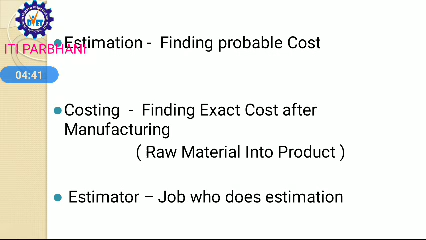 Estimation - Finding probable Cost
ITI PARBHANI
04:41
Costing - Finding Exact Cost after
Manufacturing
( Raw Material Into Product )
Estimator – Job who does estimation